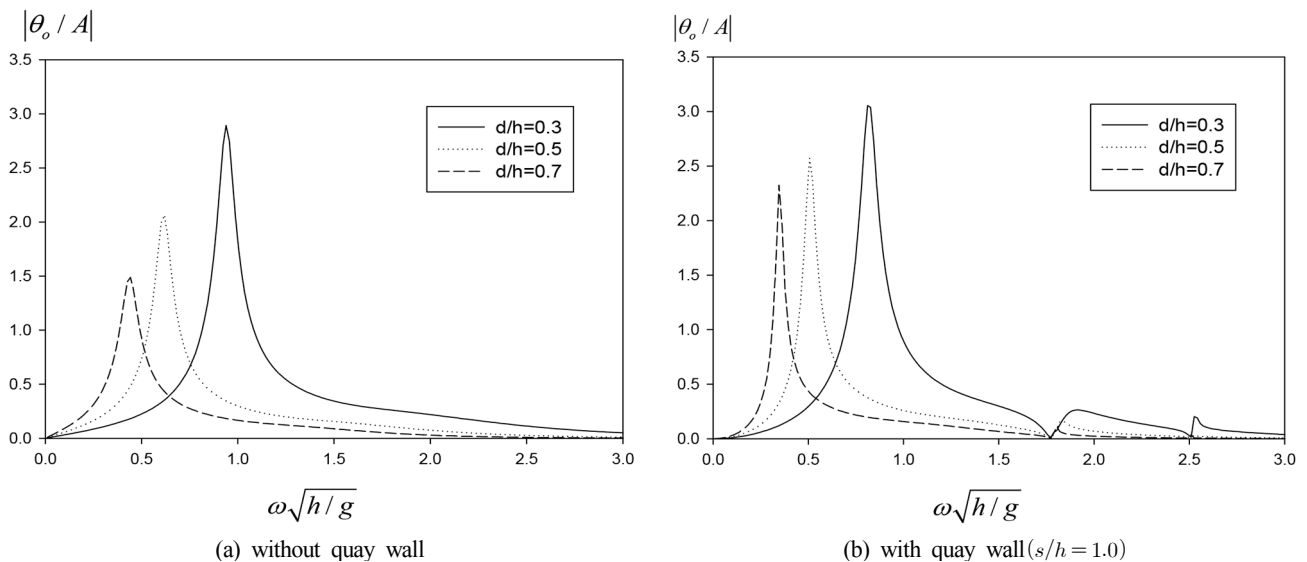 |θₒ / A|
3.5
3.0
2.5
2.0
1.5
1.0
0.5
0.0
d/h=0.3
d/h=0.5
d/h=0.7
0.0 0.5 1.0 1.5 2.0 2.5 3.0
ω√h / g
(a) without quay wall
|θₒ / A|
3.5
3.0
2.5
2.0
1.5
1.0
0.5
0.0
d/h=0.3
d/h=0.5
d/h=0.7
0.0 0.5 1.0 1.5 2.0 2.5 3.0
ω√h / g
(b) with quay wall(s/h = 1.0)